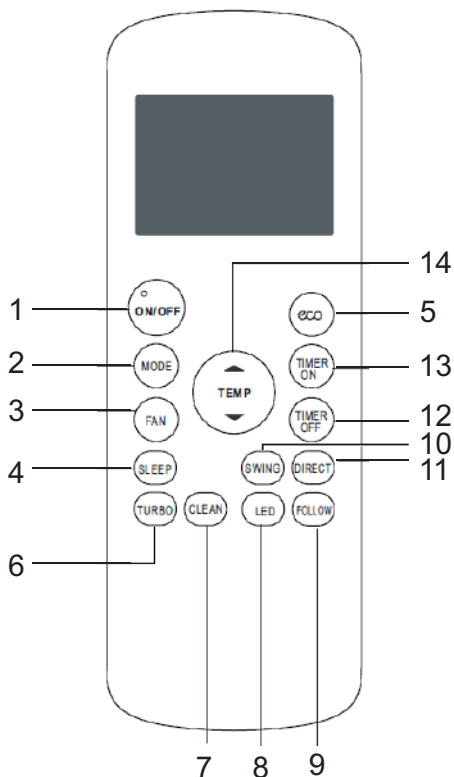 14
1
ON/OFF
eco
5
2
MODE
TEMP
TIMER
ON
13
3
FAN
TIMER
OFF
12
10
4
SLEEP
SWING
DIRECT
11
TURBO
CLEAN
LED
FOLLOW
6
7
8
9